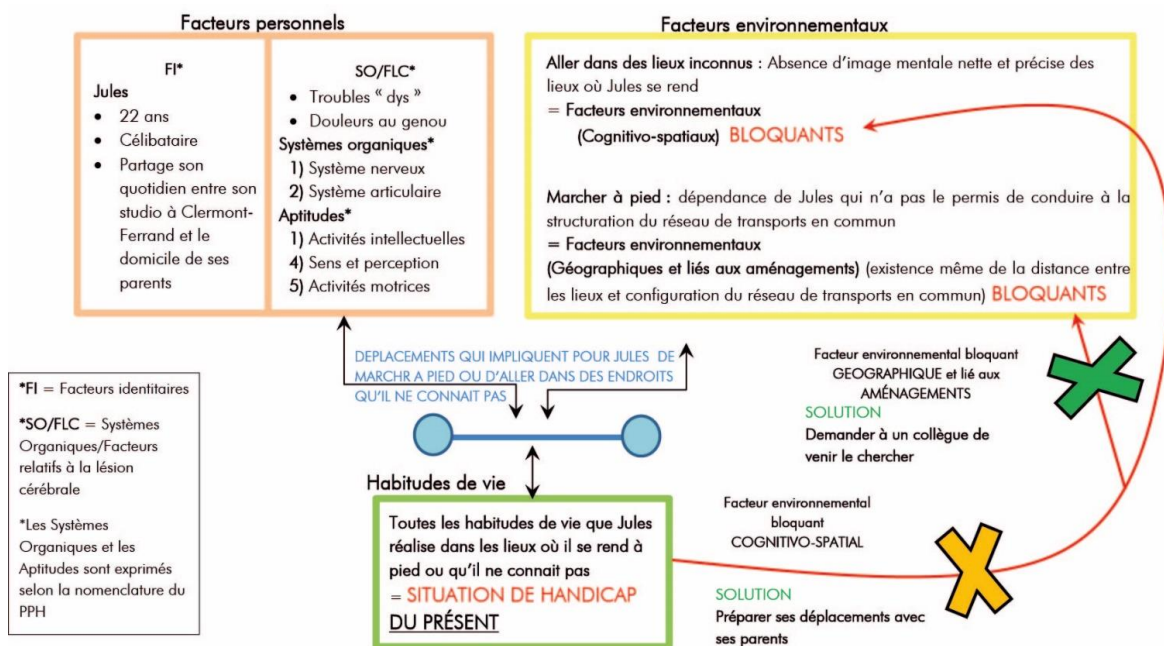 Facteurs personnels
FI*
Jules
• 22 ans
• Célibataire
• Partage son
quotidien entre son
studio à Clermont-
Ferrand et le
domicile de ses
parents
SO/FLC*
• Troubles " dys "
• Douleurs au genou
Systèmes organiques*
1) Système nerveux
2) Système articulaire
Aptitudes*
1) Activités intellectuelles
4) Sens et perception
5) Activités motrices
Facteurs environnementaux
Aller dans des lieux inconnus : Absence d'image mentale nette et précise des
lieux où Jules se rend
= Facteurs environnementaux
(Cognitivo-spatiaux) BLOQUANTS
Marcher à pied : dépendance de Jules qui n'a pas le permis de conduire à la
structuration du réseau de transports en commun
= Facteurs environnementaux
(Géographiques et liés aux aménagements) (existence même de la distance entre
les lieux et configuration du réseau de transports en commun) BLOQUANTS
DEPLACEMENTS QUI IMPLIQUENT POUR JULES DE
MARCHR A PIED OU D'ALLER DANS DES ENDROITS
QU'IL NE CONNAIT PAS
Facteur environnemental bloquant
GEOGRAPHIQUE et lié aux
AMÉNAGEMENTS
SOLUTION
Demander à un collègue de
venir le chercher
*FI = Facteurs identitaires
*SO/FLC = Systèmes
Organiques/Facteurs
relatifs à la lésion
cérébrale
*Les Systèmes
Organiques et les
Aptitudes sont exprimés
selon la nomenclature du
PPH
Habitudes de vie
Toutes les habitudes de vie que Jules
réalise dans les lieux où il se rend à
pied ou qu'il ne connait pas
= SITUATION DE HANDICAP
DU PRÉSENT
Facteur environnemental
bloquant
COGNITIVO-SPATIAL
SOLUTION
Préparer ses déplacements avec
ses parents